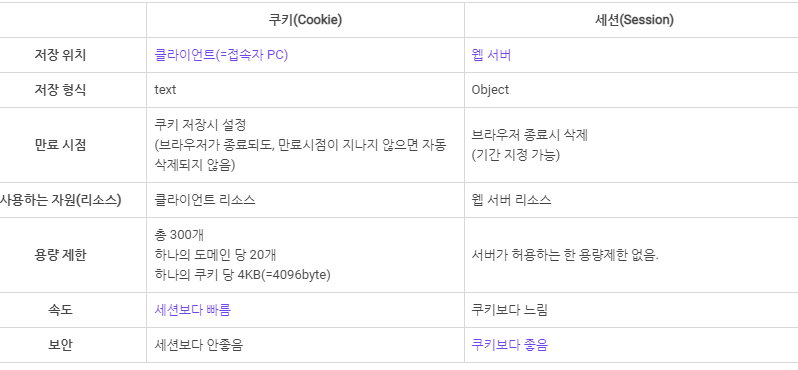 쿠키(Cookie) 세션(Session)
저장 위치 클라이언트(=접속자 PC) 웹 서버
저장 형식 text Object
만료 시점
쿠키 저장시 설정
(브라우저가 종료되도, 만료시점이 지나지 않으면 자동
삭제되지 않음)
브라우저 종료시 삭제
(기간 지정 가능)
사용하는 자원(리소스) 클라이언트 리소스 웹 서버 리소스
용량 제한
총 300개
하나의 도메인 당 20개
하나의 쿠키 당 4KB(=4096byte)
서버가 허용하는 한 용량제한 없음.
속도 세션보다 빠름 쿠키보다 느림
보안 세션보다 안좋음 쿠키보다 좋음